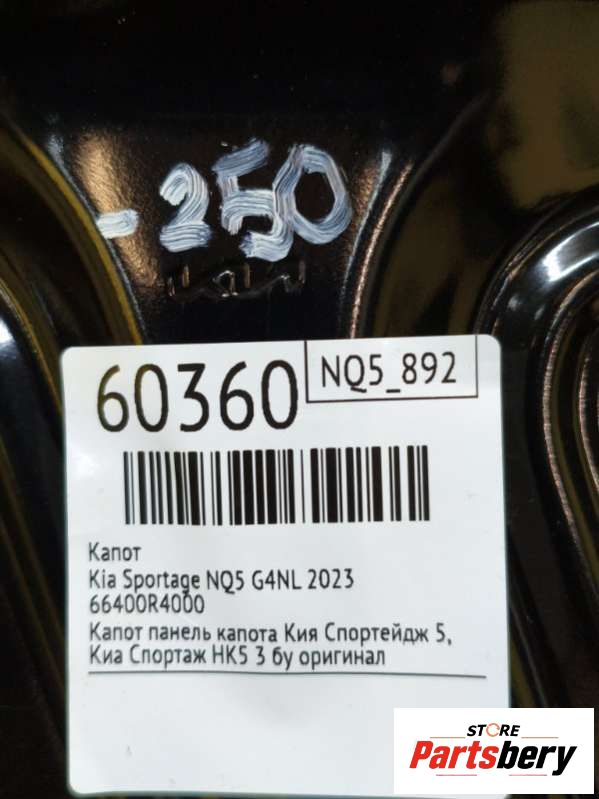 -250
60360
NQ5_892
Капот
Kia Sportage NQ5 G4NL 2023
66400R4000
Капот панель капота Кия Спортейдж 5,
Киа Спортаж НК5 3 бу оригинал
STORE
Partsbery